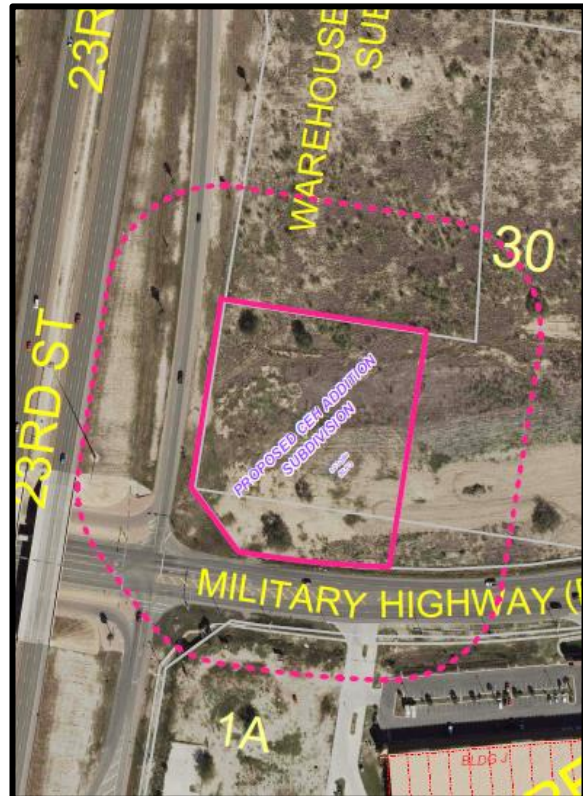 23R
WAREHOUSE
SUB
30
23RD ST
PROPOSED CEH ADDITION
SUBDIVISION
MILITARY HIGHWAY (
1A
BLDG J